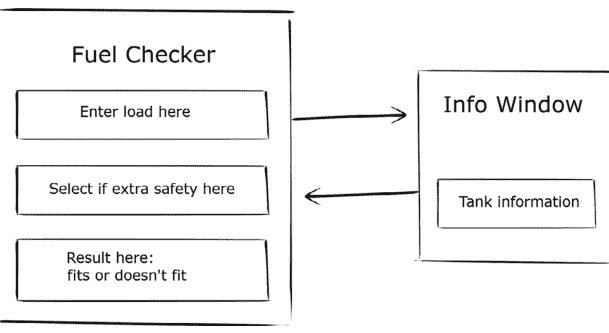 Fuel Checker
Enter load here
Select if extra safety here
Result here:
fits or doesn't fit
Info Window
Tank information